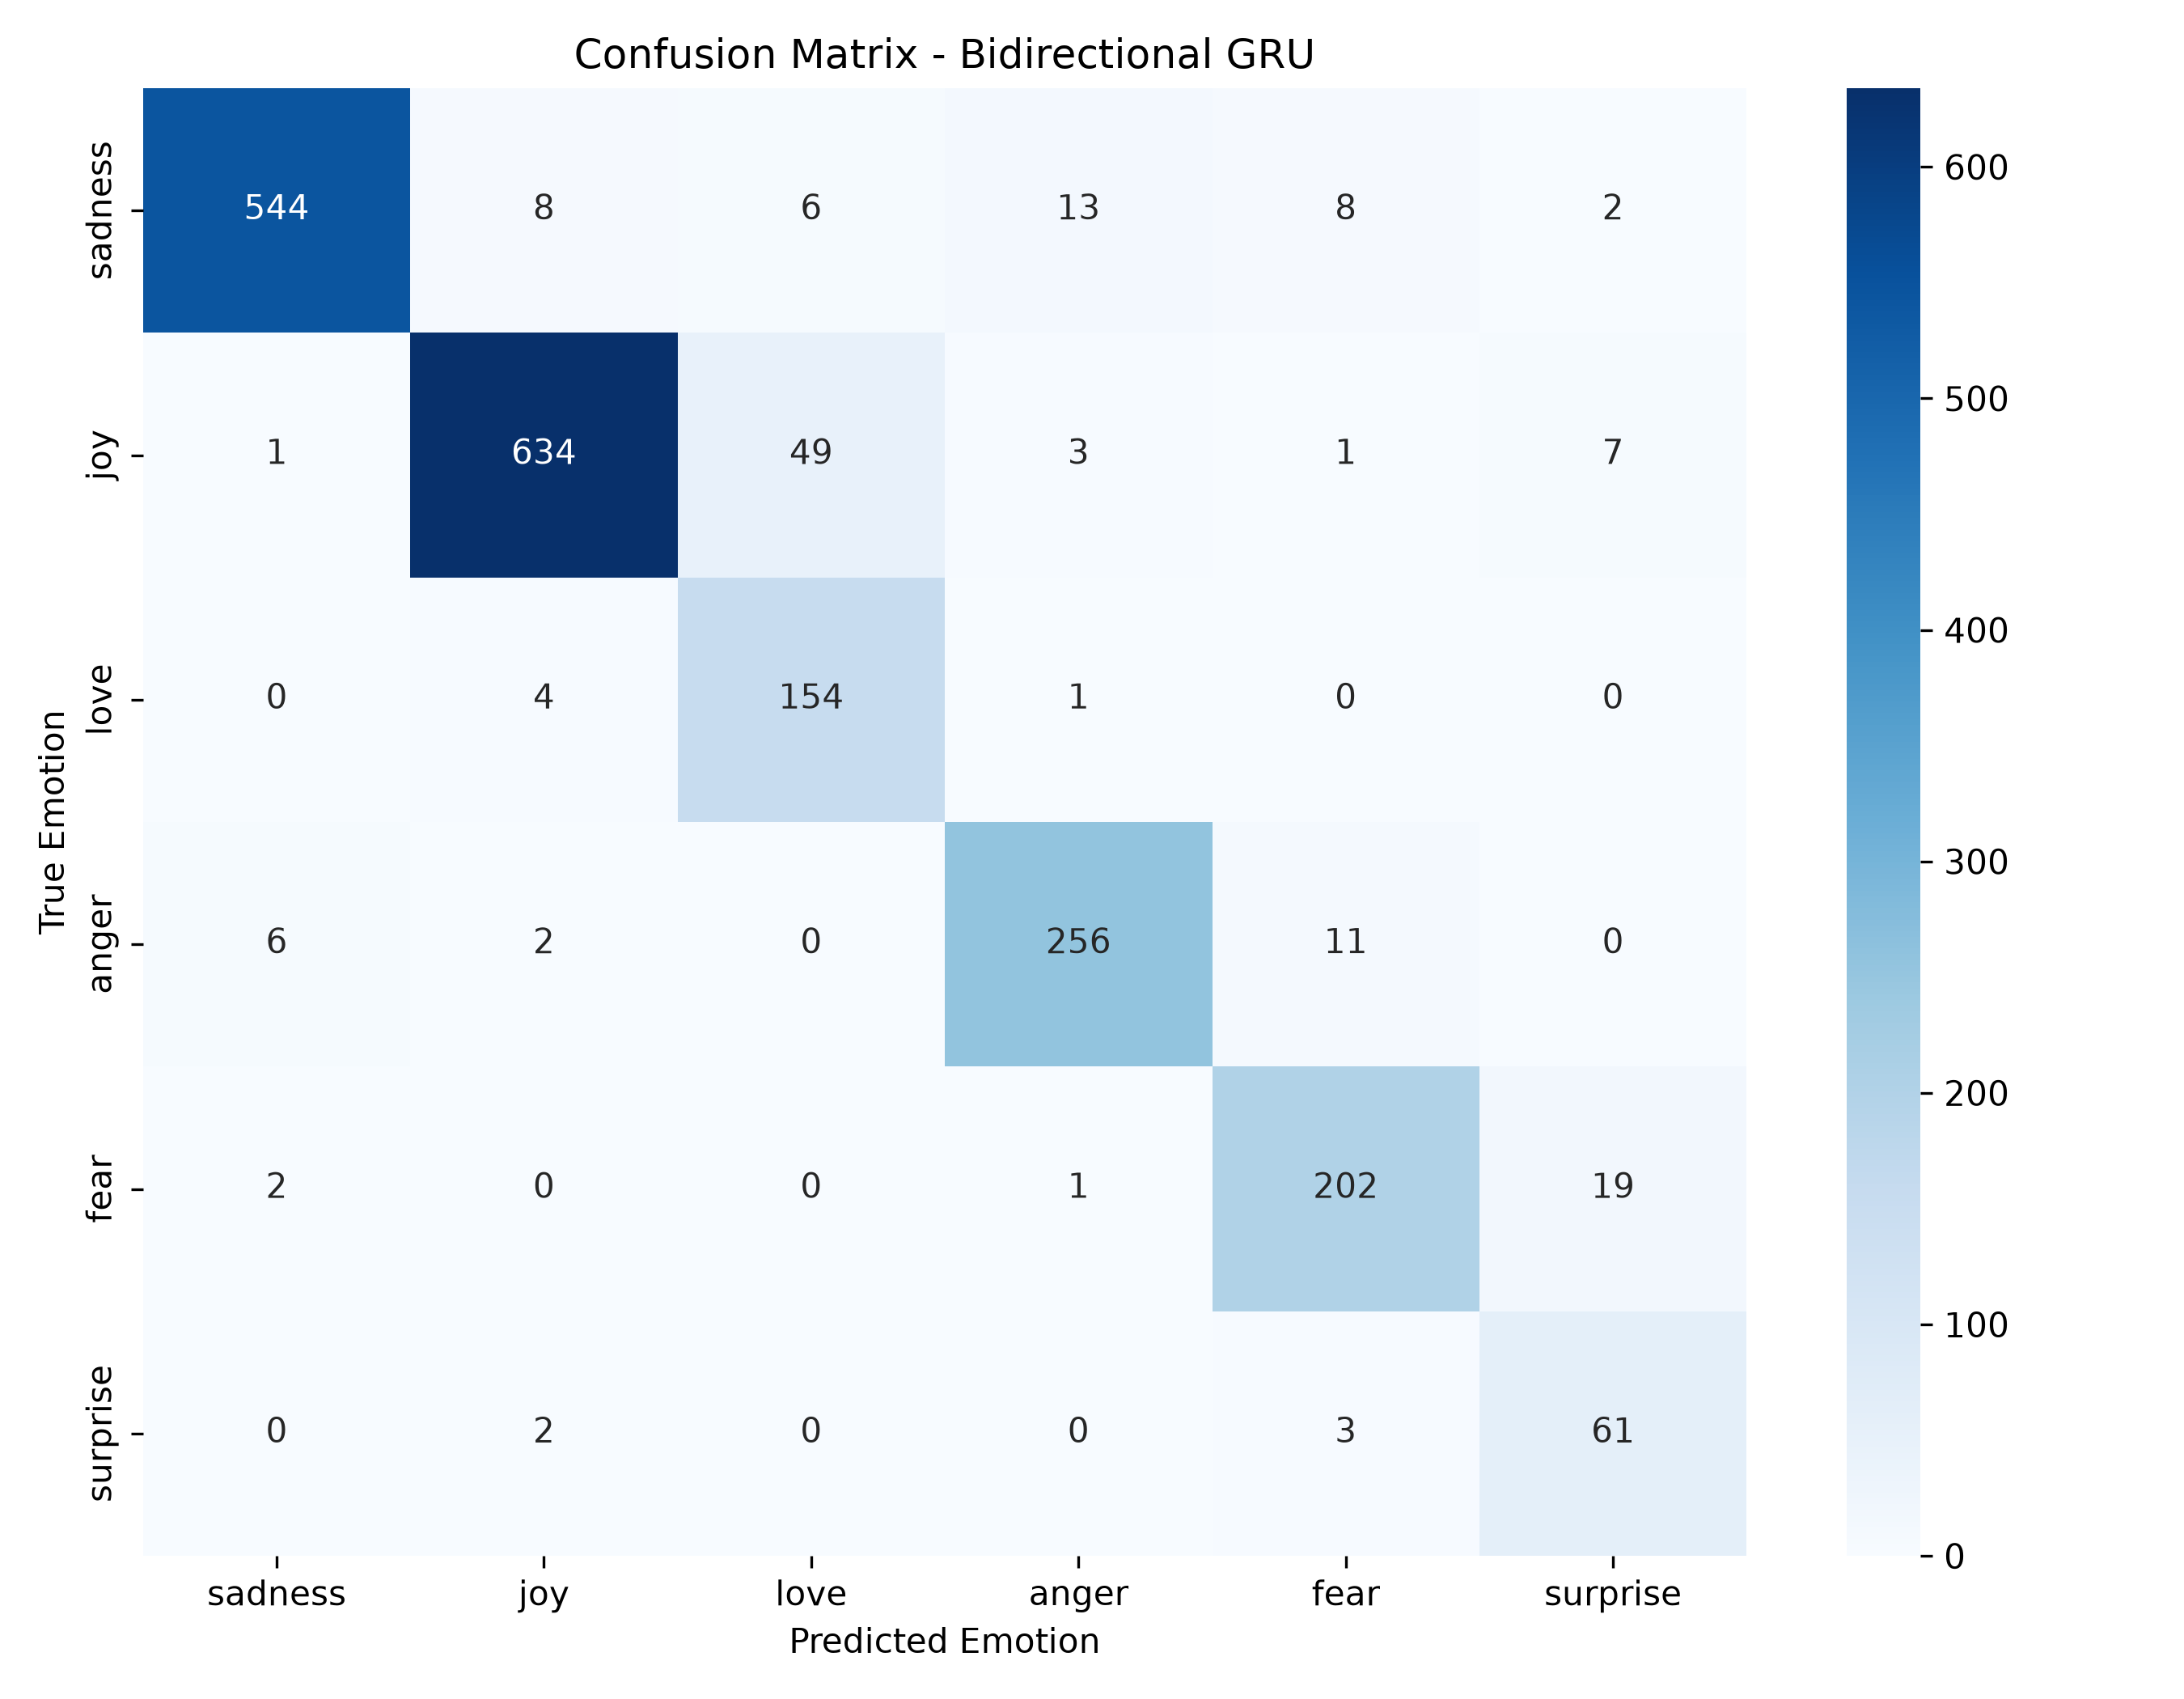 Confusion Matrix - Bidirectional GRU
True Emotion
sadness 544 8 6 13 8 2
joy 1 634 49 3 1 7
love 0 4 154 1 0 0
anger 6 2 0 256 11 0
fear 2 0 0 1 202 19
surprise 0 2 0 0 3 61
sadness joy love anger fear surprise
Predicted Emotion
600
500
400
300
200
100
0